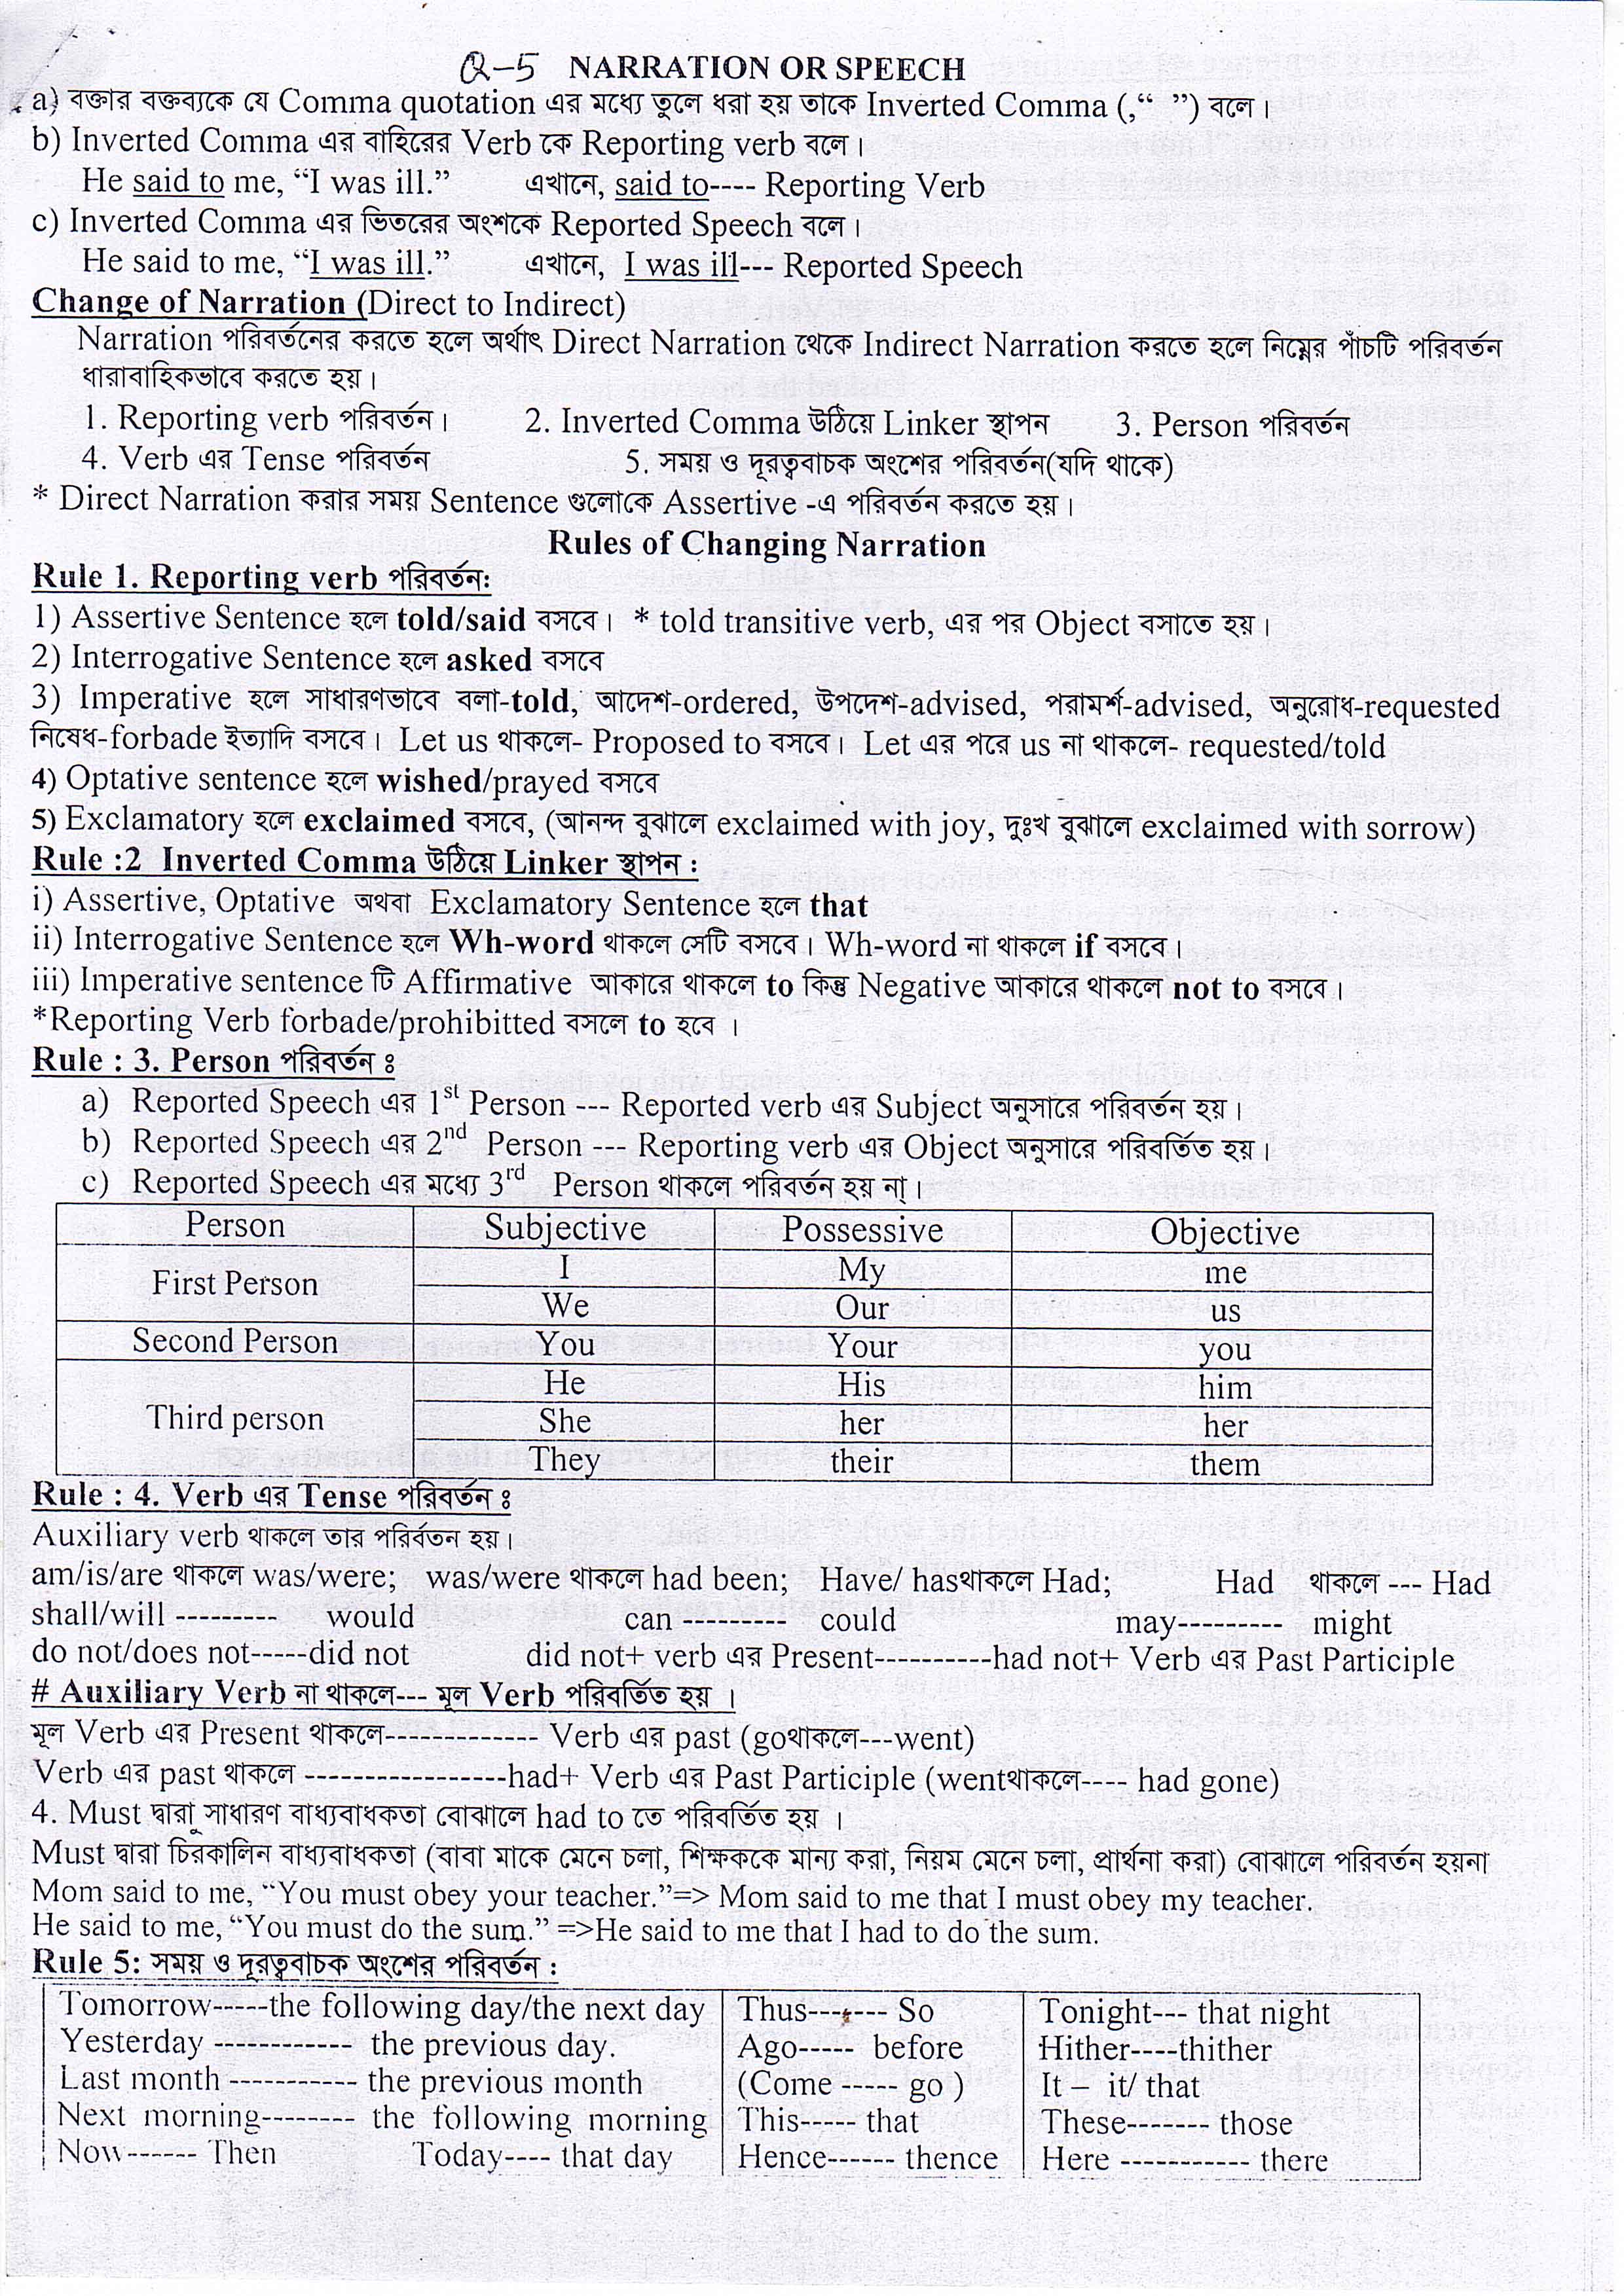 Q-5 NARRATION OR SPEECH
a) বক্তার বক্তব্যকে যে Comma quotation এর মধ্যে তুলে ধরা হয় তাকে Inverted Comma (,“ ”) বলে।
b) Inverted Comma এর বাহিরের Verb কে Reporting verb বলে।
He said to me, “I was ill.” এখানে, said to---- Reporting Verb
c) Inverted Comma এর ভিতরের অংশকে Reported Speech বলে।
He said to me, “I was ill.” এখানে, I was ill--- Reported Speech
Change of Narration (Direct to Indirect)
Narration পরিবর্তনের করতে হলে অর্থাৎ Direct Narration থেকে Indirect Narration করতে হলে নিম্নের পাঁচটি পরিবর্তন
ধারাবাহিকভাবে করতে হয়।
1. Reporting verb পরিবর্তন। 2. Inverted Comma উঠিয়ে Linker স্থাপন 3. Person পরিবর্তন
4. Verb এর Tense পরিবর্তন 5. সময় ও দূরত্ববাচক অংশের পরিবর্তন(যদি থাকে)
* Direct Narration করার সময় Sentence গুলোকে Assertive -এ পরিবর্তন করতে হয়।
Rules of Changing Narration
Rule 1. Reporting verb পরিবর্তন:
1) Assertive Sentence হলে told/said বসবে। * told transitive verb, এর পর Object বসাতে হয়।
2) Interrogative Sentence হলে asked বসবে
3) Imperative হলে সাধারণভাবে বলা-told, আদেশ-ordered, উপদেশ-advised, পরামর্শ-advised, অনুরোধ-requested
নিষেধ-forbade ইত্যাদি বসবে। Let us থাকলে- Proposed to বসবে। Let এর পরে us না থাকলে- requested/told
4) Optative sentence হলে wished/prayed বসবে
5) Exclamatory হলে exclaimed বসবে, (আনন্দ বুঝালে exclaimed with joy, দুঃখ বুঝালে exclaimed with sorrow)
Rule :2 Inverted Comma উঠিয়ে Linker স্থাপন :
i) Assertive, Optative অথবা Exclamatory Sentence হলে that
ii) Interrogative Sentence হলে Wh-word থাকলে সেটি বসবে। Wh-word না থাকলে if বসবে।
iii) Imperative sentence টি Affirmative আকারে থাকলে to কিন্তু Negative আকারে থাকলে not to বসবে।
*Reporting Verb forbade/prohibitted বসলে to হবে ।
Rule : 3. Person পরিবর্তন ঃ
a) Reported Speech এর 1st Person --- Reported verb এর Subject অনুসারে পরিবর্তন হয়।
b) Reported Speech এর 2nd Person --- Reporting verb এর Object অনুসারে পরিবর্তিত হয়।
c) Reported Speech এর মধ্যে 3rd Person থাকলে পরিবর্তন হয় না।
Person Subjective Possessive Objective
First Person I My me
We Our us
Second Person You Your you
Third person He His him
She her her
They their them
Rule : 4. Verb এর Tense পরিবর্তন ঃ
Auxiliary verb থাকলে তার পরির্বতন হয়।
am/is/are থাকলে was/were; was/were থাকলে had been; Have/ hasথাকলে Had; Had থাকলে --- Had
shall/will --------- would can --------- could may--------- might
do not/does not-----did not did not+ verb এর Present----------had not+ Verb এর Past Participle
# Auxiliary Verb না থাকলে--- মূল Verb পরিবর্তিত হয় ।
মূল Verb এর Present থাকলে------------- Verb এর past (goথাকলে---went)
Verb এর past থাকলে -----------------had+ Verb এর Past Participle (wentথাকলে---- had gone)
4. Must দ্বারা সাধারণ বাধ্যবাধকতা বোঝালে had to তে পরিবর্তিত হয় ।
Must দ্বারা চিরকালিন বাধ্যবাধকতা (বাবা মাকে মেনে চলা, শিক্ষককে মান্য করা, নিয়ম মেনে চলা, প্রার্থনা করা) বোঝালে পরিবর্তন হয়না
Mom said to me, “You must obey your teacher.”=> Mom said to me that I must obey my teacher.
He said to me, “You must do the sum.” =>He said to me that I had to do the sum.
Rule 5: সময় ও দূরত্ববাচক অংশের পরিবর্তন :
Tomorrow-----the following day/the next day Thus-------- So Tonight--- that night
Yesterday ------------ the previous day. Ago----- before Hither----thither
Last month ----------- the previous month (Come ----- go ) It – it/ that
Next morning-------- the following morning This----- that These------- those
Now------ Then Today---- that day Hence------ thence Here ----------- there